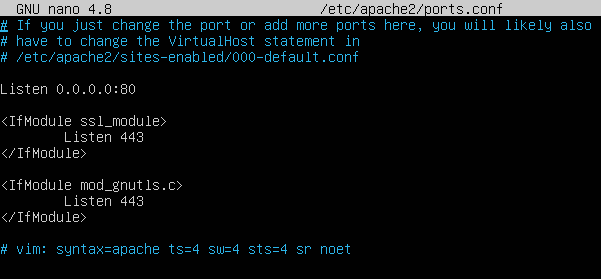 GNU nano 4.8 /etc/apache2/ports.conf
# If you just change the port or add more ports here, you will likely also
# have to change the VirtualHost statement in
# /etc/apache2/sites-enabled/000-default.conf
Listen 0.0.0.0:80
<IfModule ssl_module>
Listen 443
</IfModule>
<IfModule mod_gnutls.c>
Listen 443
</IfModule>
# vim: syntax=apache ts=4 sw=4 sts=4 sr noet